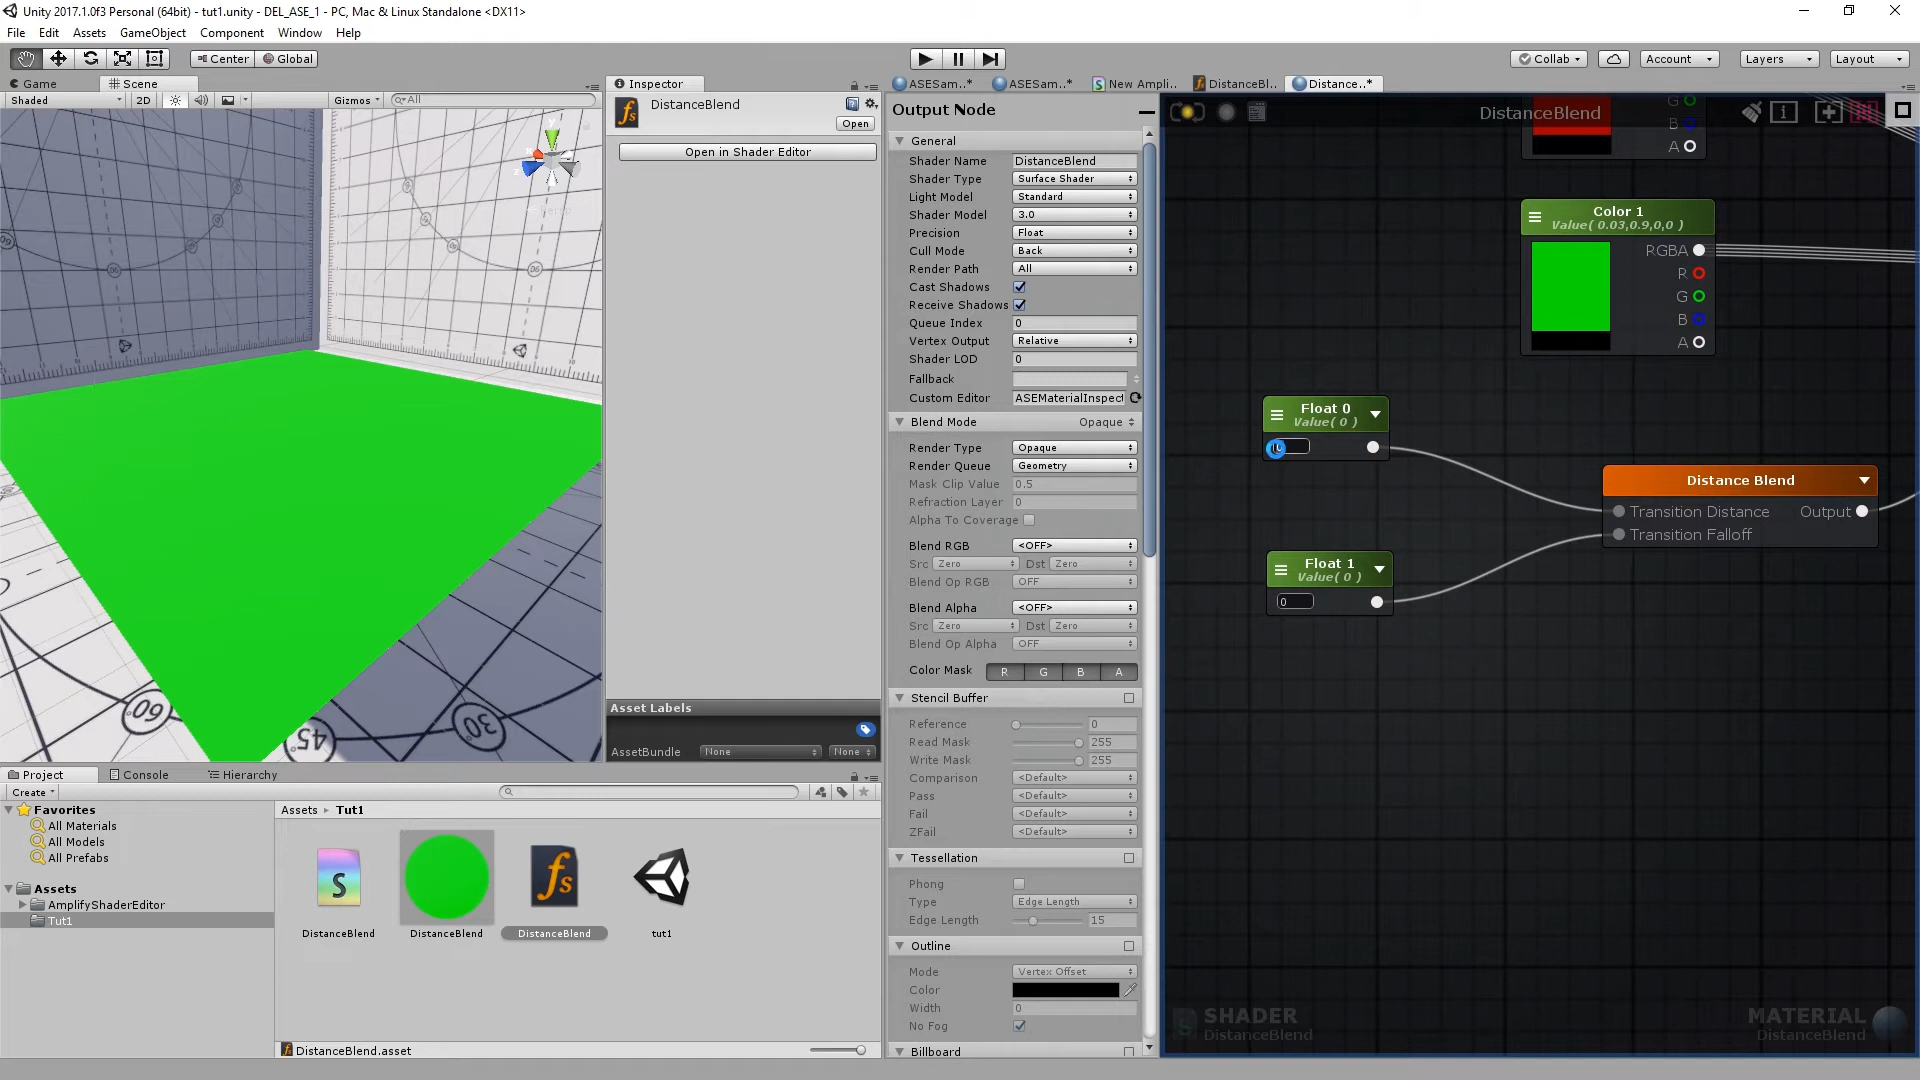 Unity 2017.1.0f3 Personal (64bit) - tut1.unity - DEL_ASE_1 - PC, Mac & Linux Standalone <DX11>
File Edit Assets GameObject Component Window Help
Center Global
Collab Account Layers Layout
Game Scene
Inspector
ASESam..* ASESam..* New Ampli.. DistanceBl.. Distance..*
Shaded 2D Gizmos All
DistanceBlend
Open
Open in Shader Editor
y
x
z
Persp
60
45°
30
Asset Labels
AssetBundle None None
Output Node
General
Shader Name DistanceBlend
Shader Type Surface Shader
Light Model Standard
Shader Model 3.0
Precision Float
Cull Mode Back
Render Path All
Cast Shadows
Receive Shadows
Queue Index 0
Vertex Output Relative
Shader LOD 0
Fallback
Custom Editor ASEMaterialInspect
Blend Mode Opaque
Render Type Opaque
Render Queue Geometry
Mask Clip Value 0.5
Refraction Layer 0
Alpha To Coverage
Blend RGB <OFF>
Src Zero Dst Zero
Blend Op RGB OFF
Blend Alpha <OFF>
Src Zero Dst Zero
Blend Op Alpha OFF
Color Mask R G B A
Stencil Buffer
Reference 0
Read Mask 255
Write Mask 255
Comparison <Default>
Pass <Default>
Fail <Default>
ZFail <Default>
Tessellation
Phong
Type Edge Length
Edge Length 15
Outline
Mode Vertex Offset
Color
Width 0
No Fog
Billboard
DistanceBlend
G
B
A
Color 1
Value( 0.03,0.9,0,0 )
RGBA
R
G
B
A
Float 0
Value( 0 )
Float 1
Value( 0 )
0
Distance Blend
Transition Distance Output
Transition Falloff
SHADER
DistanceBlend
MATERIAL
DistanceBlend
Project Console Hierarchy
Create
Favorites
All Materials
All Models
All Prefabs
Assets
AmplifyShaderEditor
Tut1
Assets Tut1
DistanceBlend DistanceBlend DistanceBlend tut1
DistanceBlend.asset